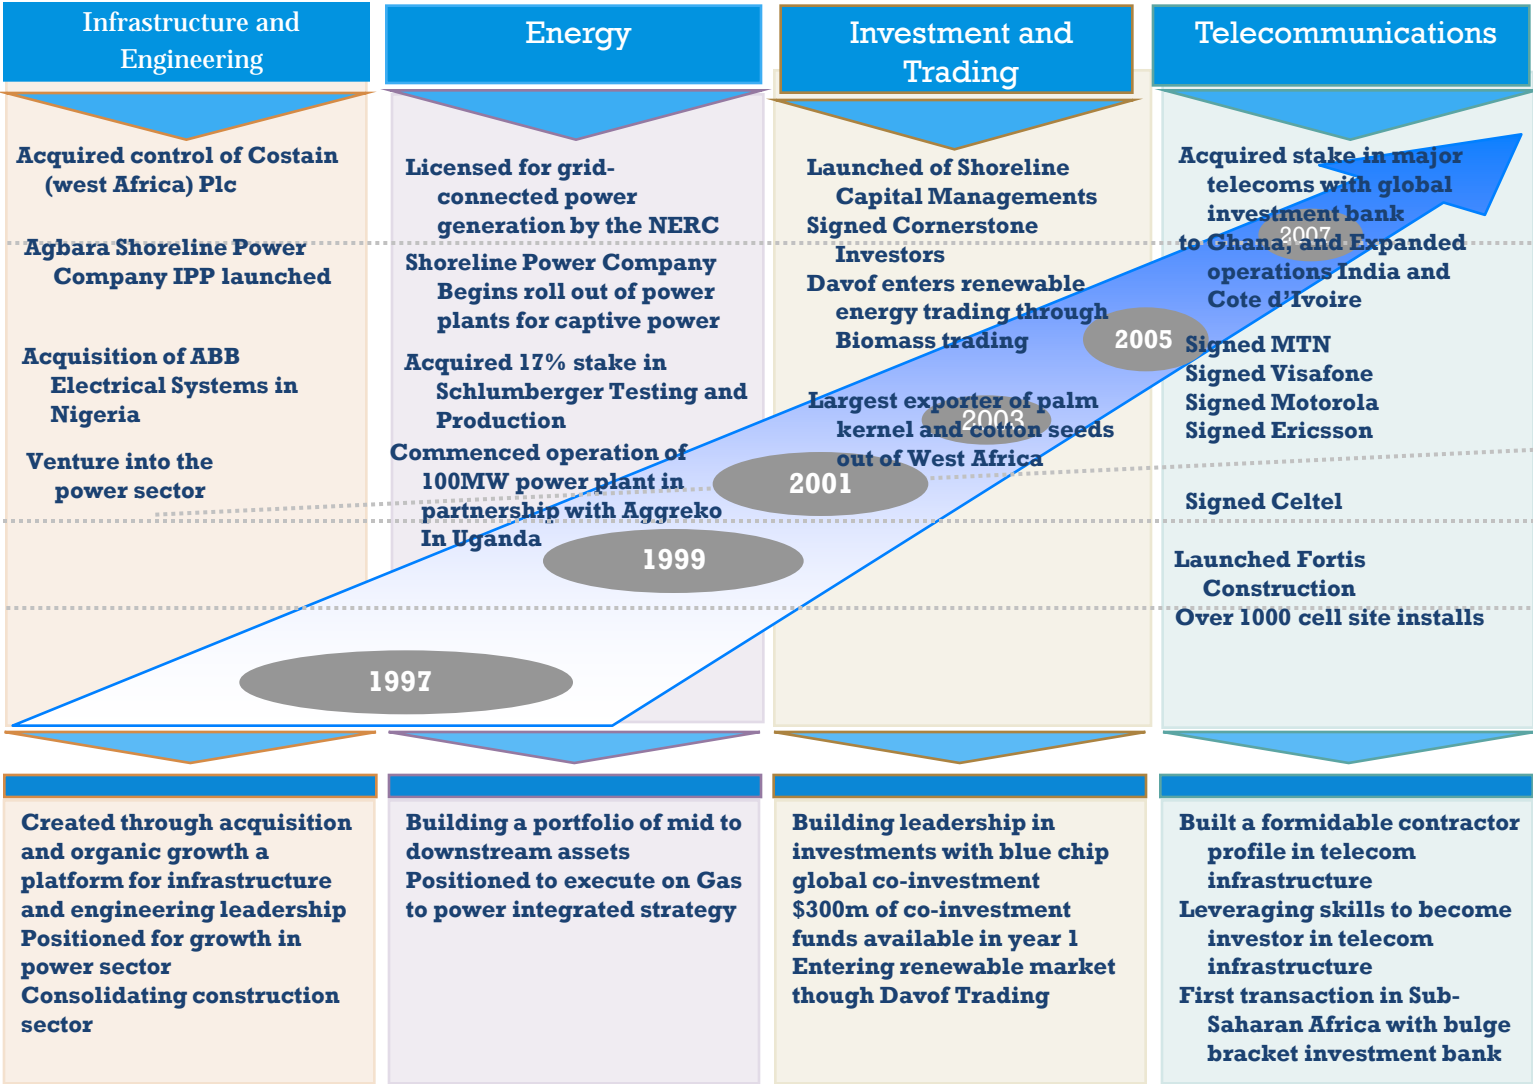 Infrastructure and
Engineering
Energy
Investment and
Trading
Telecommunications
Acquired control of Costain
(west Africa) Plc
Agbara Shoreline Power
Company IPP launched
Acquisition of ABB
Electrical Systems in
Nigeria
Venture into the
power sector
Licensed for grid-
connected power
generation by the NERC
Shoreline Power Company
Begins roll out of power
plants for captive power
Acquired 17% stake in
Schlumberger Testing and
Production
Commenced operation of
100MW power plant in
partnership with Aggreko
In Uganda
Launched of Shoreline
Capital Managements
Signed Cornerstone
Investors
Davof enters renewable
energy trading through
Biomass trading
Largest exporter of palm
kernel and cotton seeds
out of West Africa
Acquired stake in major
telecoms with global
investment bank
to Ghana, and Expanded
operations India and
Cote d’Ivoire
Signed MTN
Signed Visafone
Signed Motorola
Signed Ericsson
Signed Celtel
Launched Fortis
Construction
Over 1000 cell site installs
2007
2005
2003
2001
1999
1997
Created through acquisition
and organic growth a
platform for infrastructure
and engineering leadership
Positioned for growth in
power sector
Consolidating construction
sector
Building a portfolio of mid to
downstream assets
Positioned to execute on Gas
to power integrated strategy
Building leadership in
investments with blue chip
global co-investment
$300m of co-investment
funds available in year 1
Entering renewable market
though Davof Trading
Built a formidable contractor
profile in telecom
infrastructure
Leveraging skills to become
investor in telecom
infrastructure
First transaction in Sub-
Saharan Africa with bulge
bracket investment bank